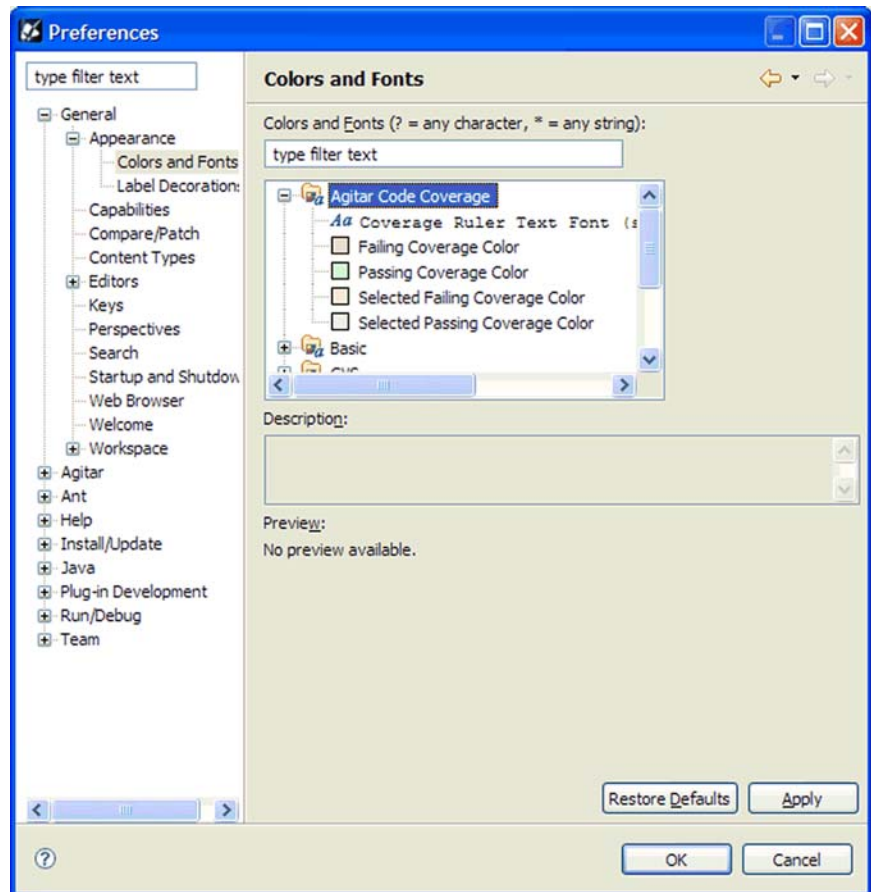 Preferences
type filter text
General
Appearance
Colors and Fonts
Label Decorations
Capabilities
Compare/Patch
Content Types
Editors
Keys
Perspectives
Search
Startup and Shutdow
Web Browser
Welcome
Workspace
Agitar
Ant
Help
Install/Update
Java
Plug-in Development
Run/Debug
Team
Colors and Fonts
Colors and Fonts (? = any character, * = any string):
type filter text
Agitar Code Coverage
Aa Coverage Ruler Text Font (s
Failing Coverage Color
Passing Coverage Color
Selected Failing Coverage Color
Selected Passing Coverage Color
Basic
CVS
Description:
Preview:
No preview available.
Restore Defaults
Apply
OK
Cancel